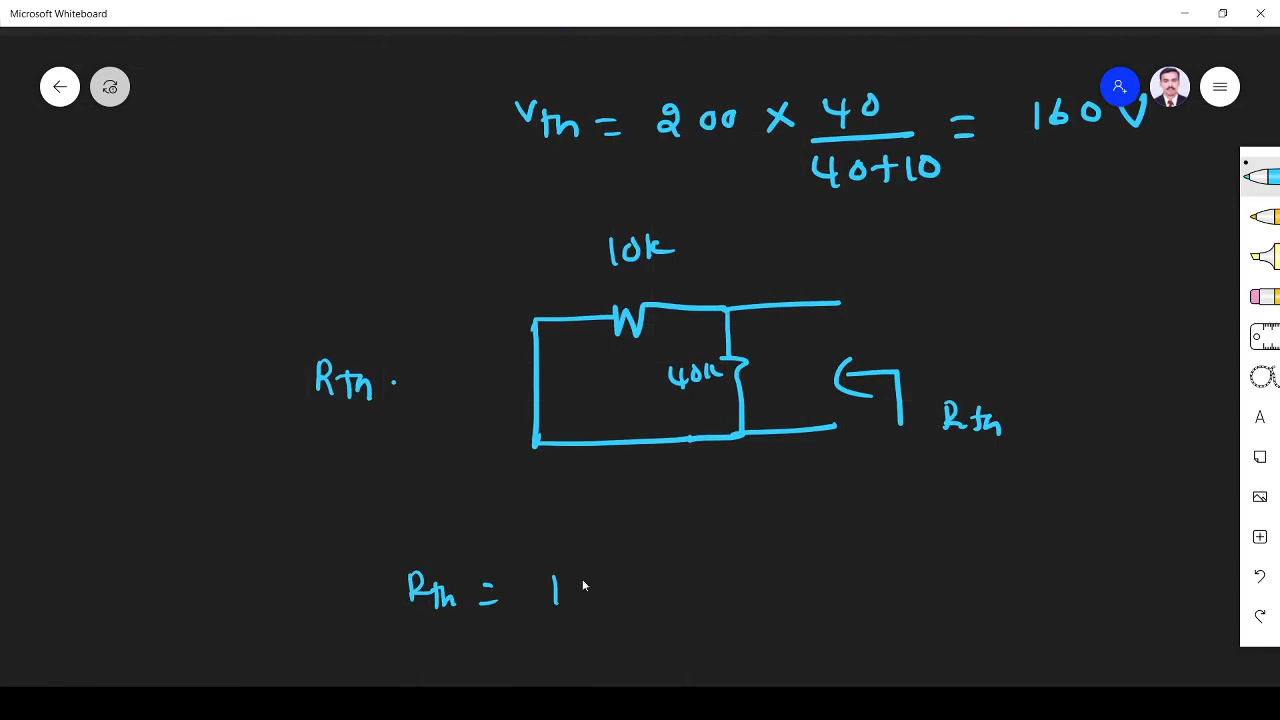 Microsoft Whiteboard
Vth = 200 × 40 / 40+10 = 160 V
10k
40k
Rth .
Rth
Rth = 1
A